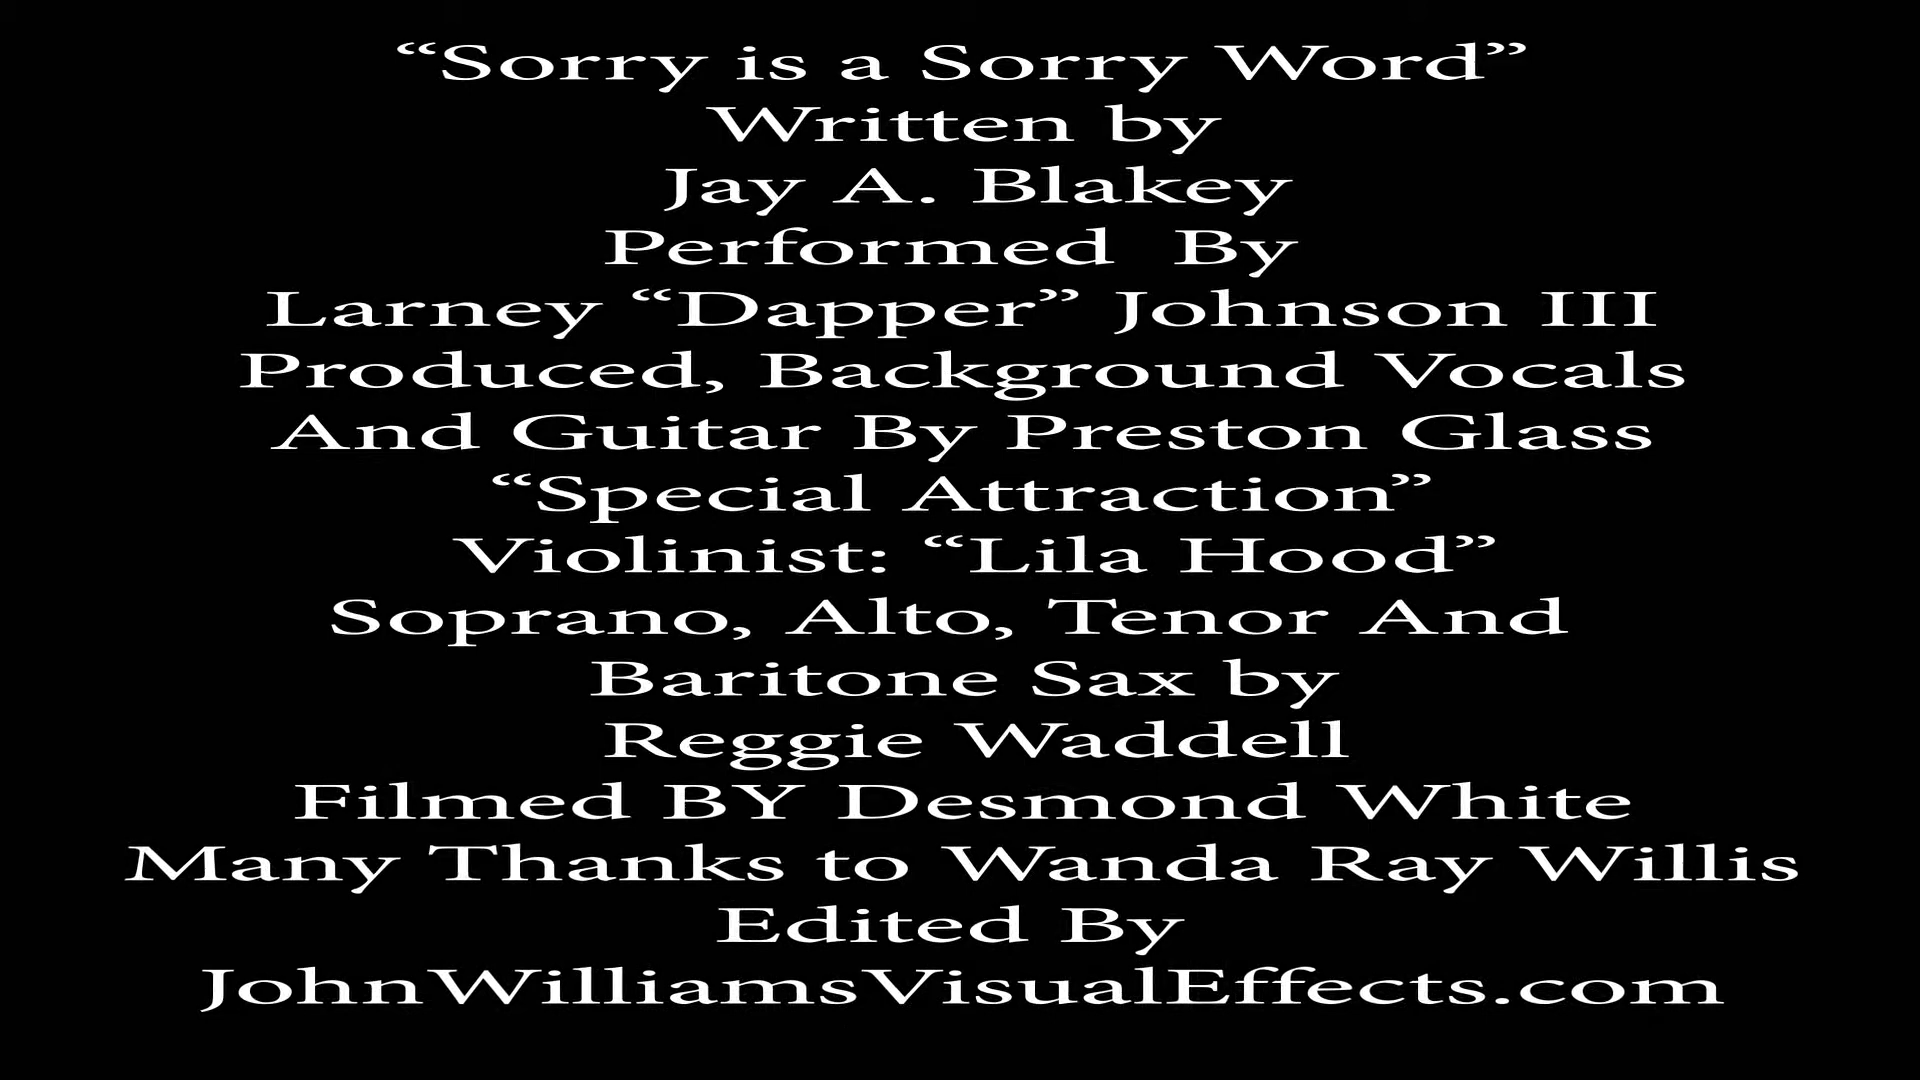 “Sorry is a Sorry Word”
Written by
Jay A. Blakey
Performed  By
Larney “Dapper” Johnson III
Produced, Background Vocals
And Guitar By Preston Glass
“Special Attraction”
Violinist: “Lila Hood”
Soprano, Alto, Tenor And
Baritone Sax by
Reggie Waddell
Filmed BY Desmond White
Many Thanks to Wanda Ray Willis
Edited By
JohnWilliamsVisualEffects.com